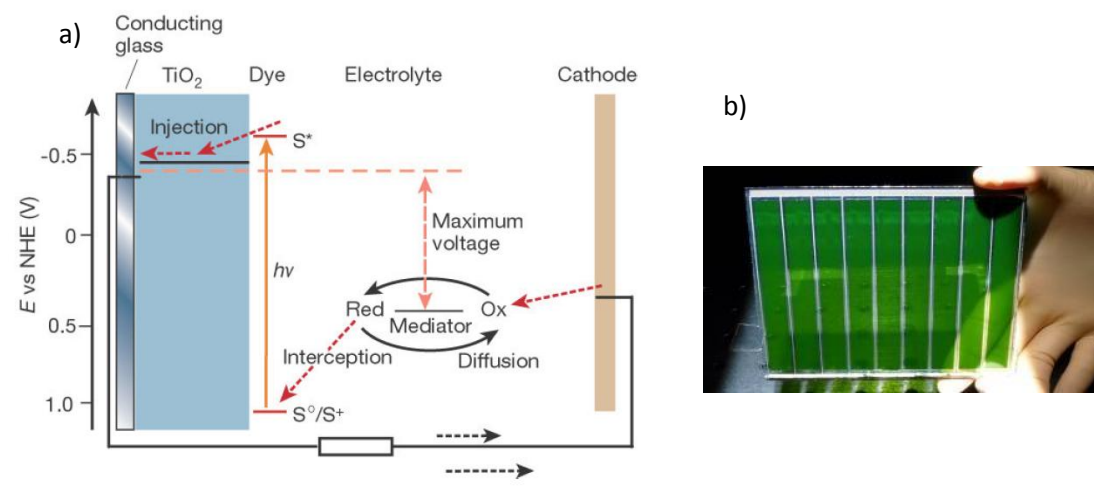 a)
Conducting
glass
TiO₂
Dye
Electrolyte
Cathode
b)
Injection
S*
-0.5
Maximum
voltage
0
E vs NHE (V)
hν
Red
Ox
Mediator
0.5
Interception
Diffusion
1.0
S°/S⁺